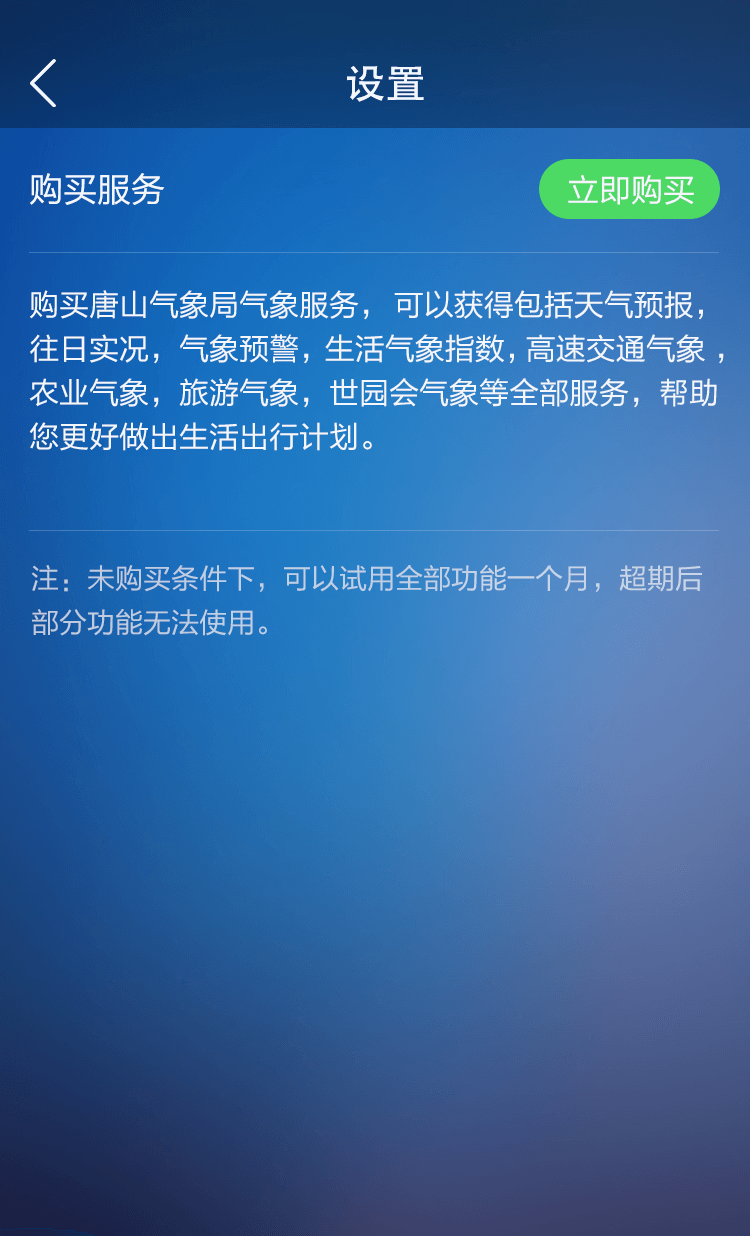 设置
购买服务 立即购买
购买唐山气象局气象服务，可以获得包括天气预报，
往日实况，气象预警，生活气象指数，高速交通气象，
农业气象，旅游气象，世园会气象等全部服务，帮助
您更好做出生活出行计划。
注：未购买条件下，可以试用全部功能一个月，超期后
部分功能无法使用。